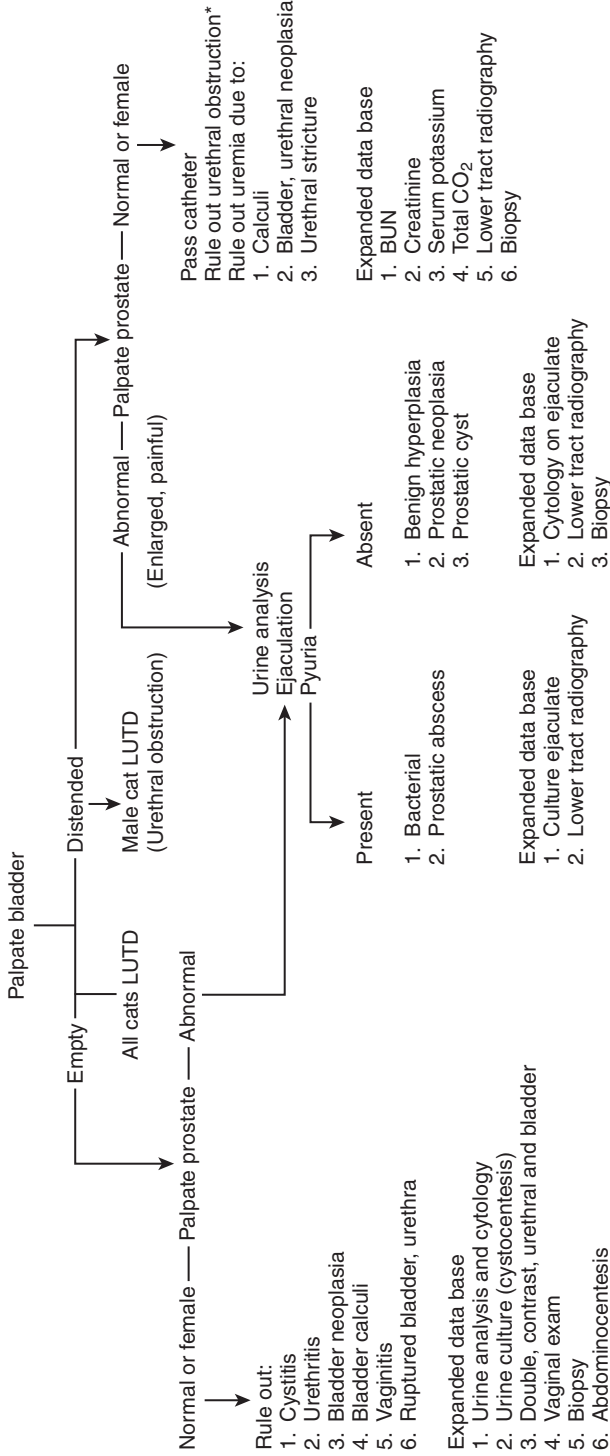 Palpate bladder
Empty
Distended
All cats LUTD
Male cat LUTD
(Urethral obstruction)
Normal or female
Palpate prostate
Abnormal
Abnormal
(Enlarged, painful)
Palpate prostate
Normal or female
Rule out:
1. Cystitis
2. Urethritis
3. Bladder neoplasia
4. Bladder calculi
5. Vaginitis
6. Ruptured bladder, urethra
Expanded data base
1. Urine analysis and cytology
2. Urine culture (cystocentesis)
3. Double, contrast, urethral and bladder
4. Vaginal exam
5. Biopsy
6. Abdominocentesis
Urine analysis
Ejaculation
Pyuria
Present
1. Bacterial
2. Prostatic abscess
Expanded data base
1. Culture ejaculate
2. Lower tract radiography
Absent
1. Benign hyperplasia
2. Prostatic neoplasia
3. Prostatic cyst
Expanded data base
1. Cytology on ejaculate
2. Lower tract radiography
3. Biopsy
Pass catheter
Rule out urethral obstruction*
Rule out uremia due to:
1. Calculi
2. Bladder, urethral neoplasia
3. Urethral stricture
Expanded data base
1. BUN
2. Creatinine
3. Serum potassium
4. Total CO₂
5. Lower tract radiography
6. Biopsy